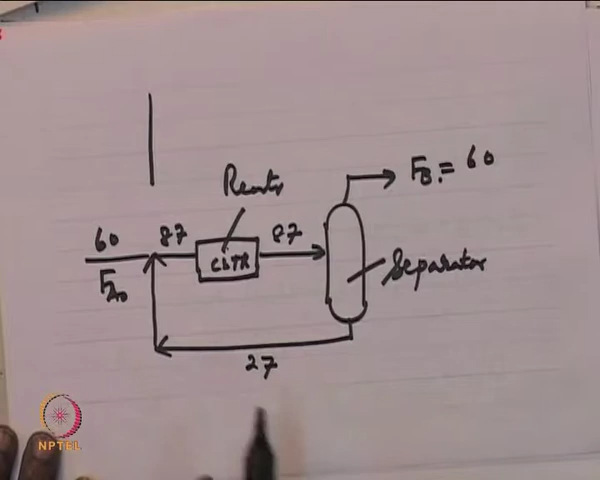 F_B = 60
Reactor
60
87
87
CSTR
F_A0
Separator
27
NPTEL